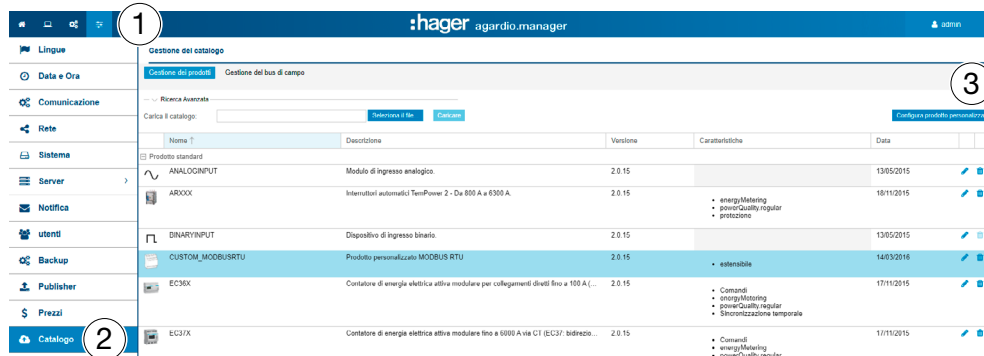 1
:hager agardio.manager
admin
Lingue
Data e Ora
Comunicazione
Rete
Sistema
Server
Notifica
utenti
Backup
Publisher
Prezzi
Catalogo
2
Gestione del catalogo
Gestione dei prodotti Gestione del bus di campo
3
Ricerca Avanzata
Carica il catalogo: Seleziona il file Caricare Configura prodotto personalizza
Nome ↑ Descrizione Versione Caratteristiche Data
Prodotto standard
ANALOGINPUT Modulo di ingresso analogico. 2.0.15 13/05/2015
ARXXX Interruttori automatici TemPower 2 - Da 800 A a 6300 A. 2.0.15 18/11/2015
• energyMetering
• powerQuality.regular
• protezione
BINARYINPUT Dispositivo di ingresso binario. 2.0.15 13/05/2015
CUSTOM_MODBUSRTU Prodotto personalizzato MODBUS RTU 2.0.15 14/03/2016
• estensibile
EC36X Contatore di energia elettrica attiva modulare per collegamenti diretti fino a 100 A (... 2.0.15 17/11/2015
• Comandi
• energyMetering
• powerQuality.regular
• Sincronizzazione temporale
EC37X Contatore di energia elettrica attiva modulare fino a 6000 A via CT (EC37: bidirezio... 2.0.15 17/11/2015
• Comandi
• energyMetering
• powerQuality.regular